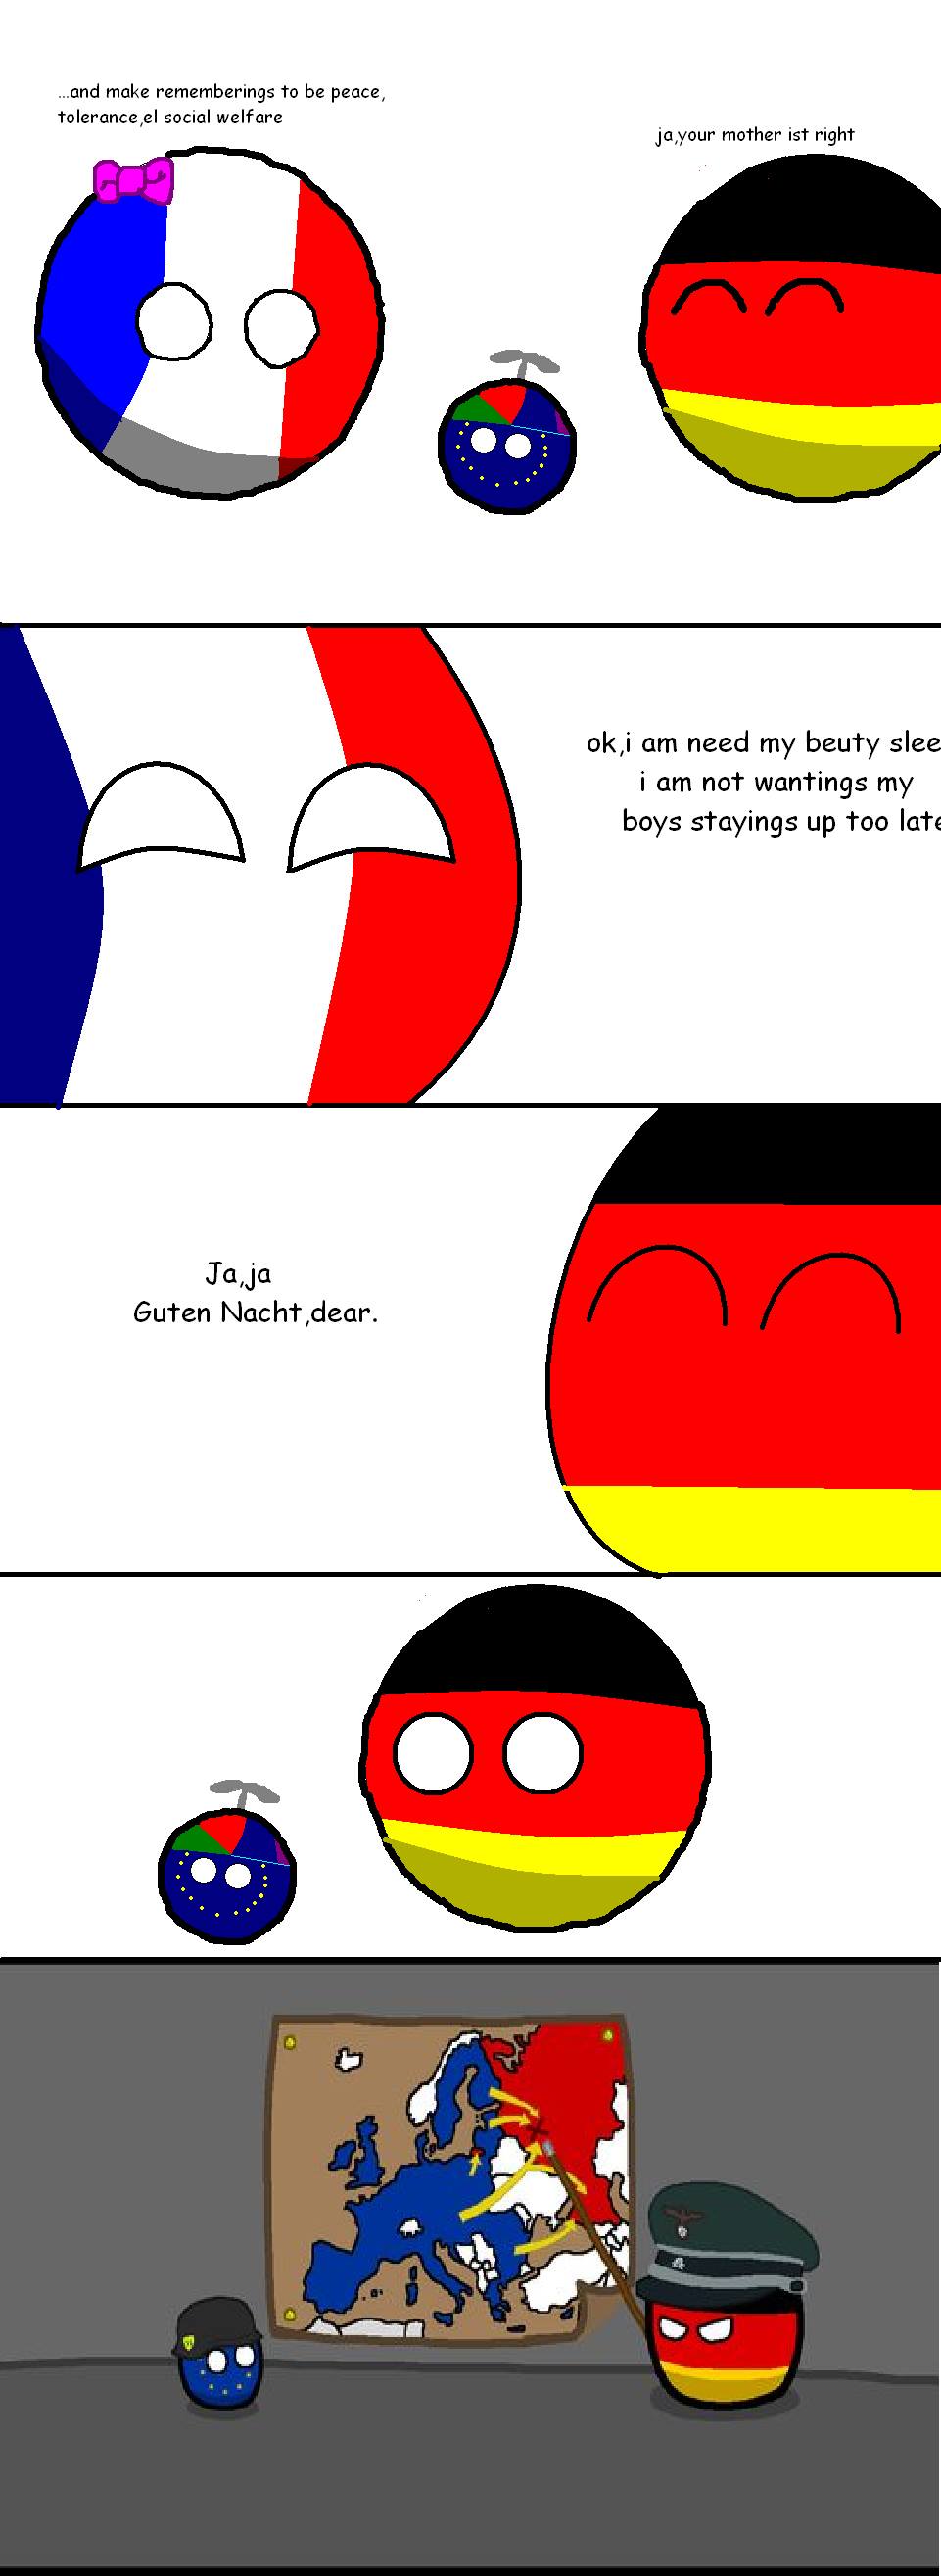 ...and make rememberings to be peace,
tolerance,el social welfare
ja,your mother ist right
ok,i am need my beuty slee
i am not wantings my
boys stayings up too late
Ja,ja
Guten Nacht,dear.